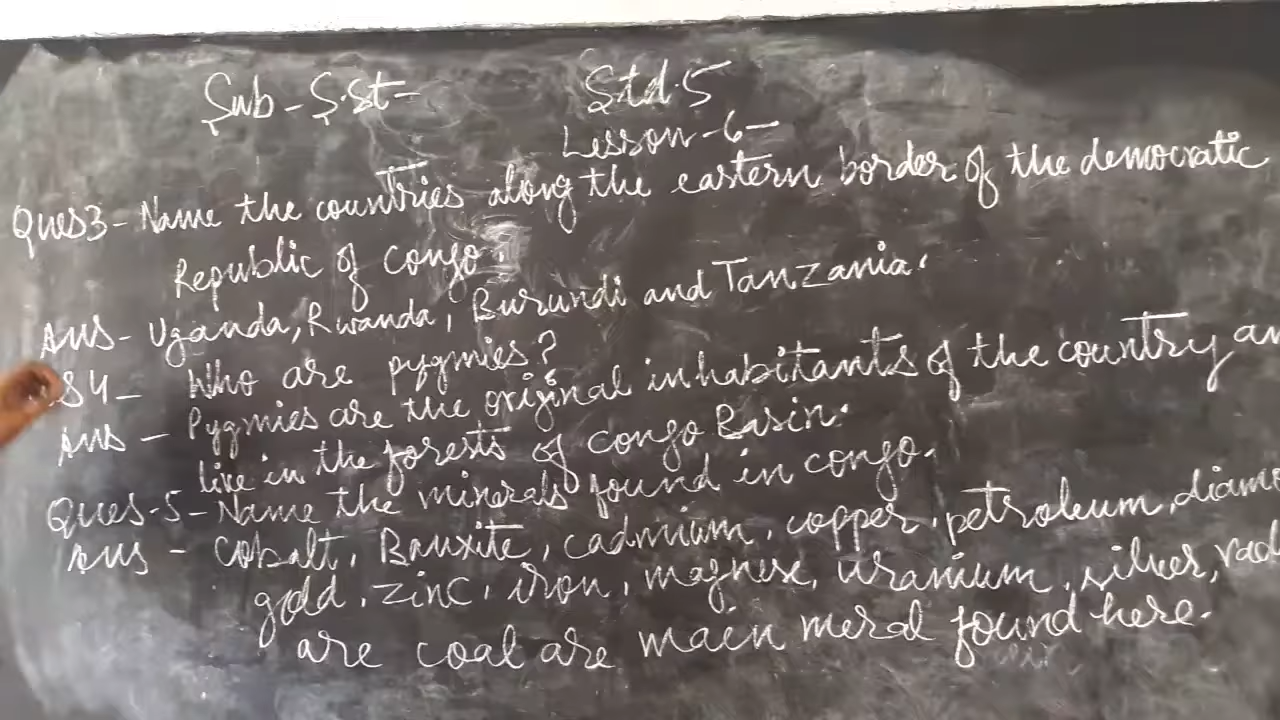 Sub - S.St - Std.5
Lesson - 6 -
Ques 3 - Name the countries along the eastern border of the democratic
Republic of congo.
Ans - Uganda, Rwanda, Burundi and Tanzania.
S4 - Who are pygmies?
Ans - Pygmies are the original inhabitants of the country an
live in the forests of congo Basin.
Ques - 5 - Name the minerals found in congo.
Ans - Cobalt, Bauxite, cadmium, copper, petroleum, diamo
gold, zinc, iron, magnese, uranium, silver, rad
are coal are main meral found here.